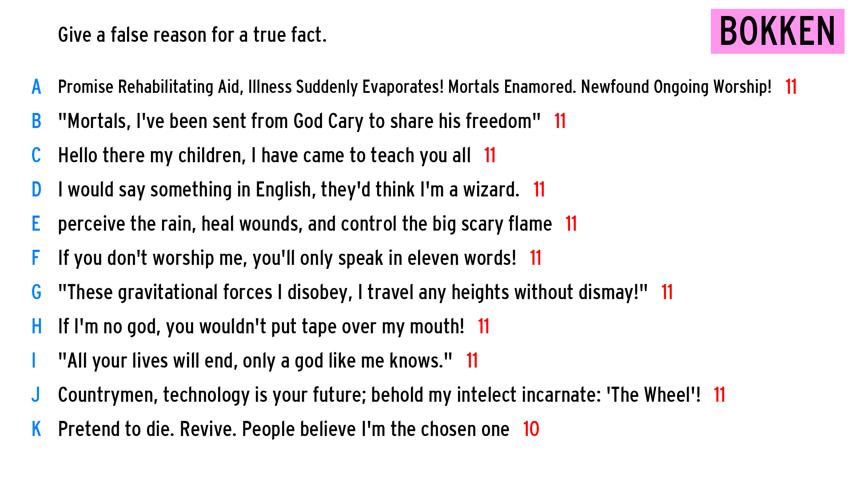 Give a false reason for a true fact.
BOKKEN
A Promise Rehabilitating Aid, Illness Suddenly Evaporates! Mortals Enamored. Newfound Ongoing Worship! 11
B "Mortals, I've been sent from God Cary to share his freedom" 11
C Hello there my children, I have came to teach you all 11
D I would say something in English, they'd think I'm a wizard. 11
E perceive the rain, heal wounds, and control the big scary flame 11
F If you don't worship me, you'll only speak in eleven words! 11
G "These gravitational forces I disobey, I travel any heights without dismay!" 11
H If I'm no god, you wouldn't put tape over my mouth! 11
I "All your lives will end, only a god like me knows." 11
J Countrymen, technology is your future; behold my intelect incarnate: 'The Wheel'! 11
K Pretend to die. Revive. People believe I'm the chosen one 10